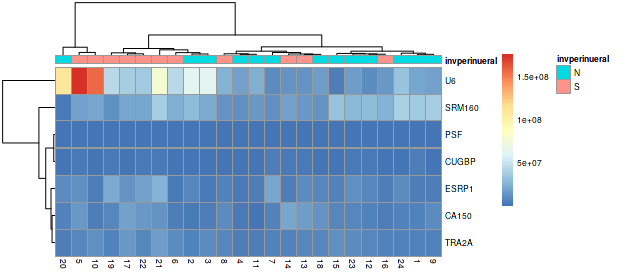 invperinueral
U6
SRM160
PSF
CUGBP
ESRP1
CA150
TRA2A
20 5 10 19 17 22 21 6 2 3 8 4 11 7 14 13 18 15 23 12 16 24 1 9
1.5e+08
1e+08
5e+07
invperinueral
N
S